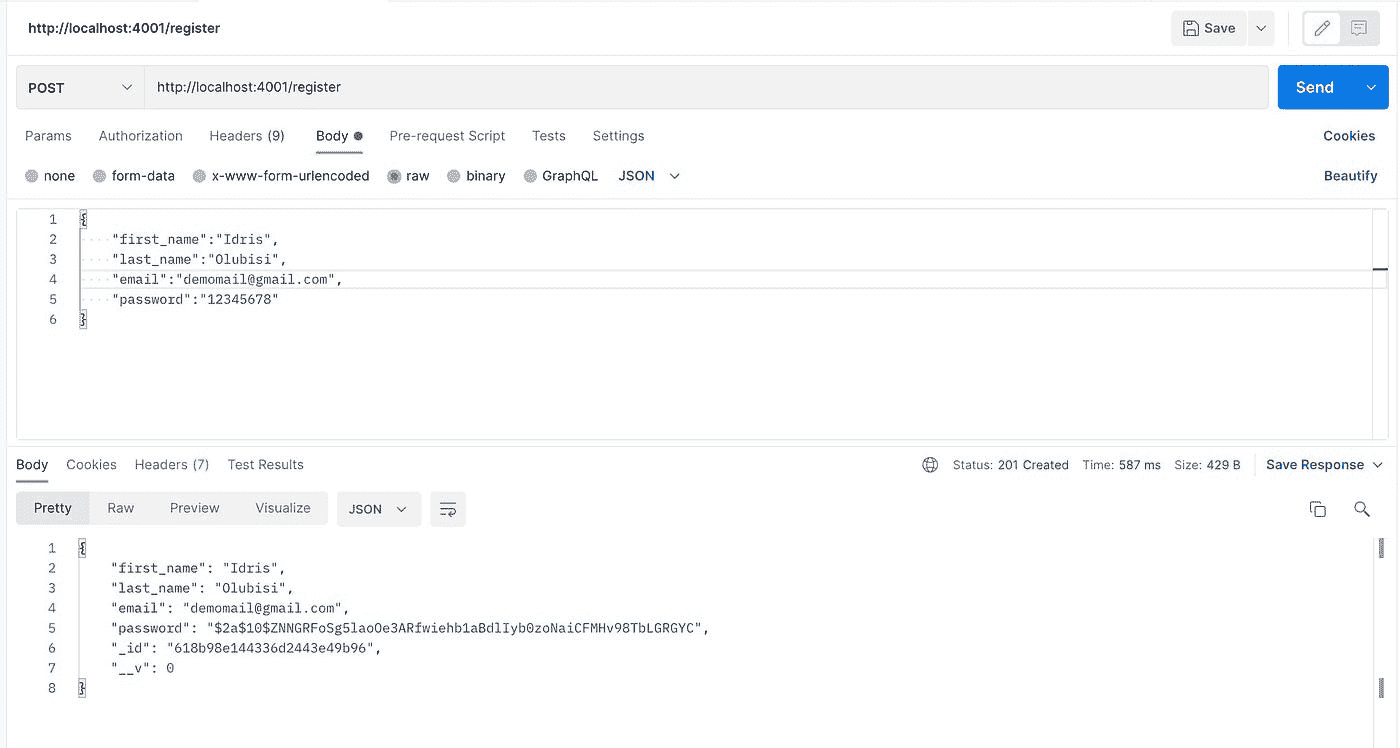 http://localhost:4001/register Save
POST http://localhost:4001/register Send
Params Authorization Headers (9) Body Pre-request Script Tests Settings Cookies
none form-data x-www-form-urlencoded raw binary GraphQL JSON Beautify
1 {
2 "first_name":"Idris",
3 "last_name":"Olubisi",
4 "email":"demomail@gmail.com",
5 "password":"12345678"
6 }
Body Cookies Headers (7) Test Results Status: 201 Created Time: 587 ms Size: 429 B Save Response
Pretty Raw Preview Visualize JSON
1 {
2 "first_name": "Idris",
3 "last_name": "Olubisi",
4 "email": "demomail@gmail.com",
5 "password": "$2a$10$ZNNGRFoSg5laoOe3ARfwiehb1aBdlIyb0zoNaiCFMHv98TbLGRGYC",
6 "_id": "618b98e144336d2443e49b96",
7 "__v": 0
8 }